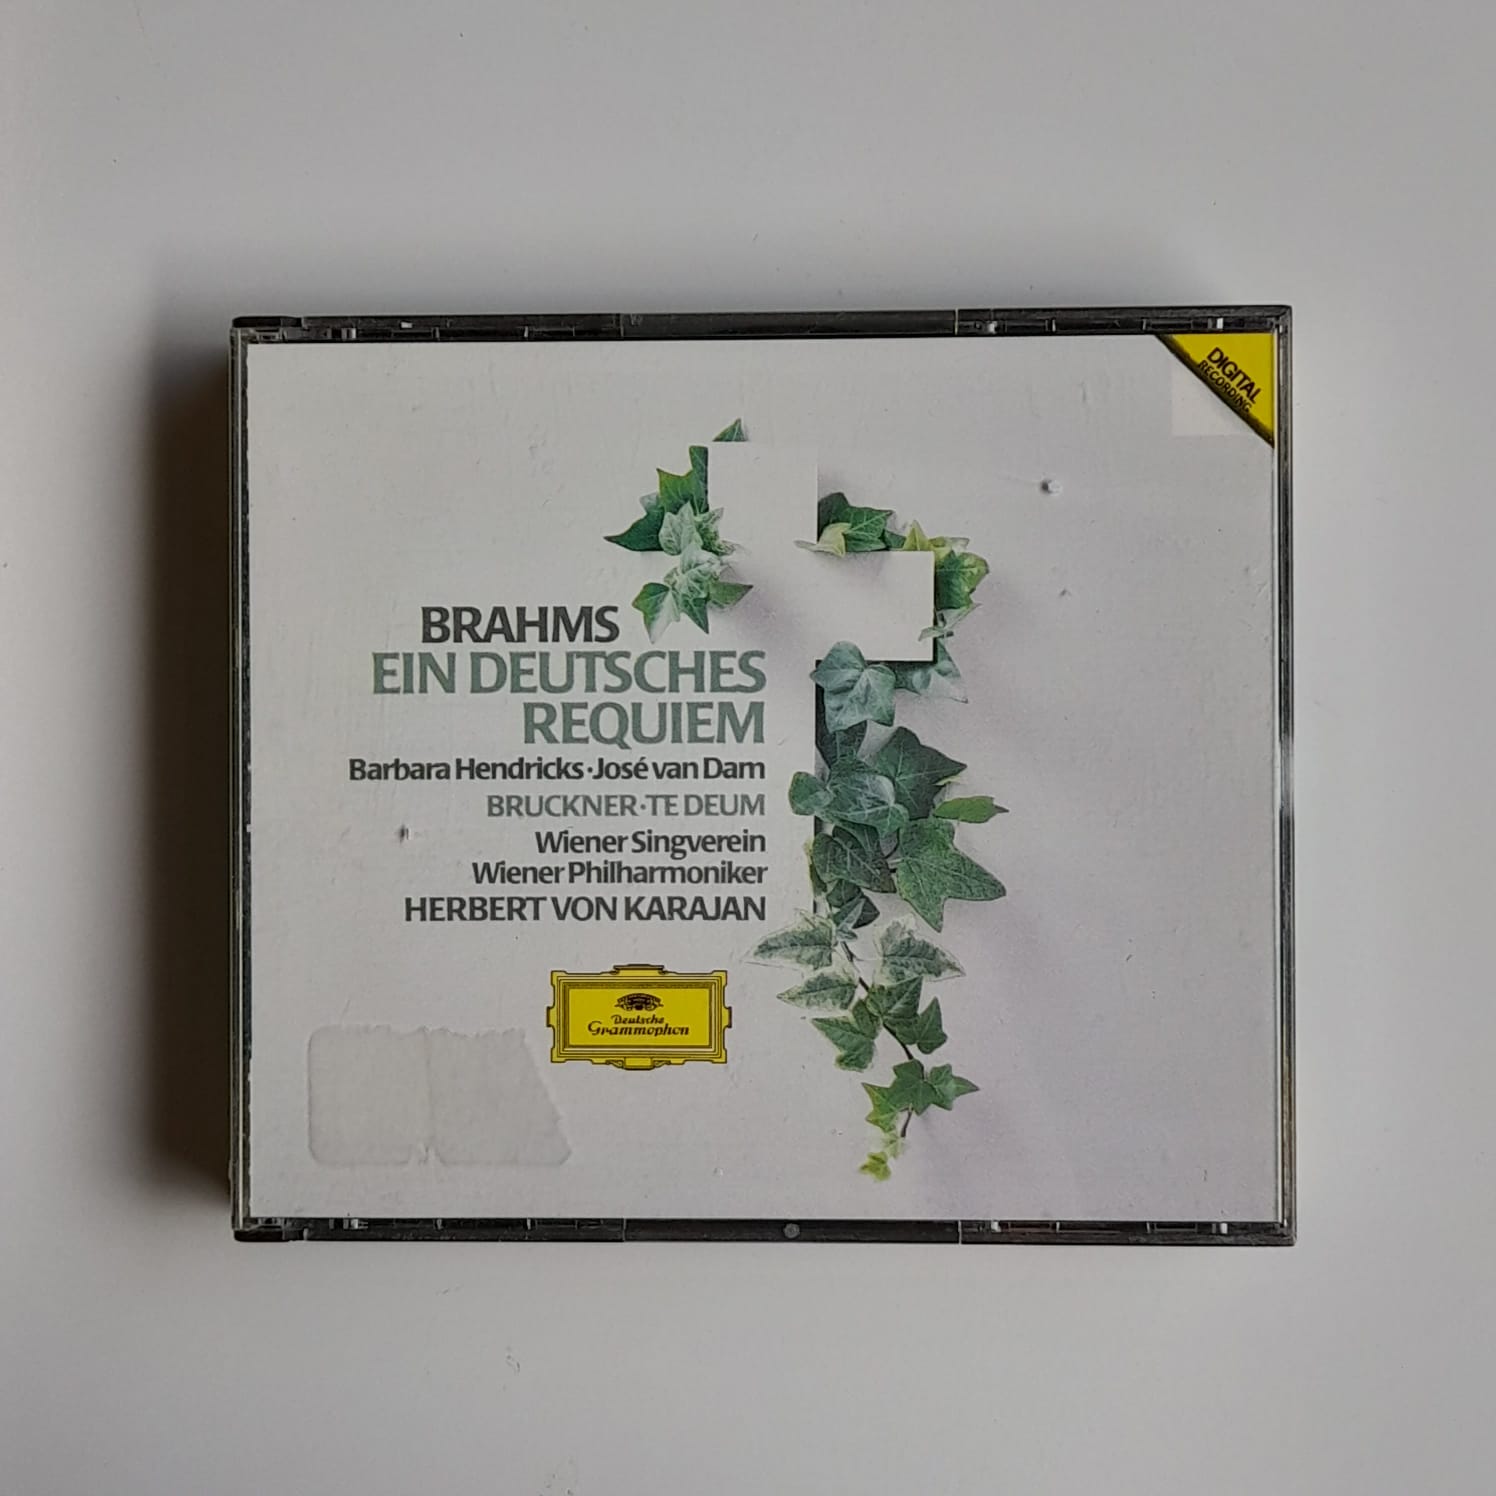 DIGITAL
RECORDING
BRAHMS
EIN DEUTSCHES
REQUIEM
Barbara Hendricks·José van Dam
BRUCKNER·TE DEUM
Wiener Singverein
Wiener Philharmoniker
HERBERT VON KARAJAN
Deutsche
Grammophon